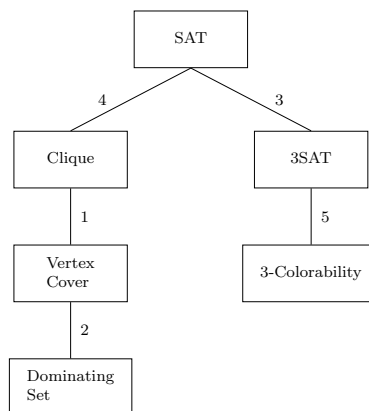 SAT
4
3
Clique
3SAT
1
5
Vertex
Cover
3-Colorability
2
Dominating
Set